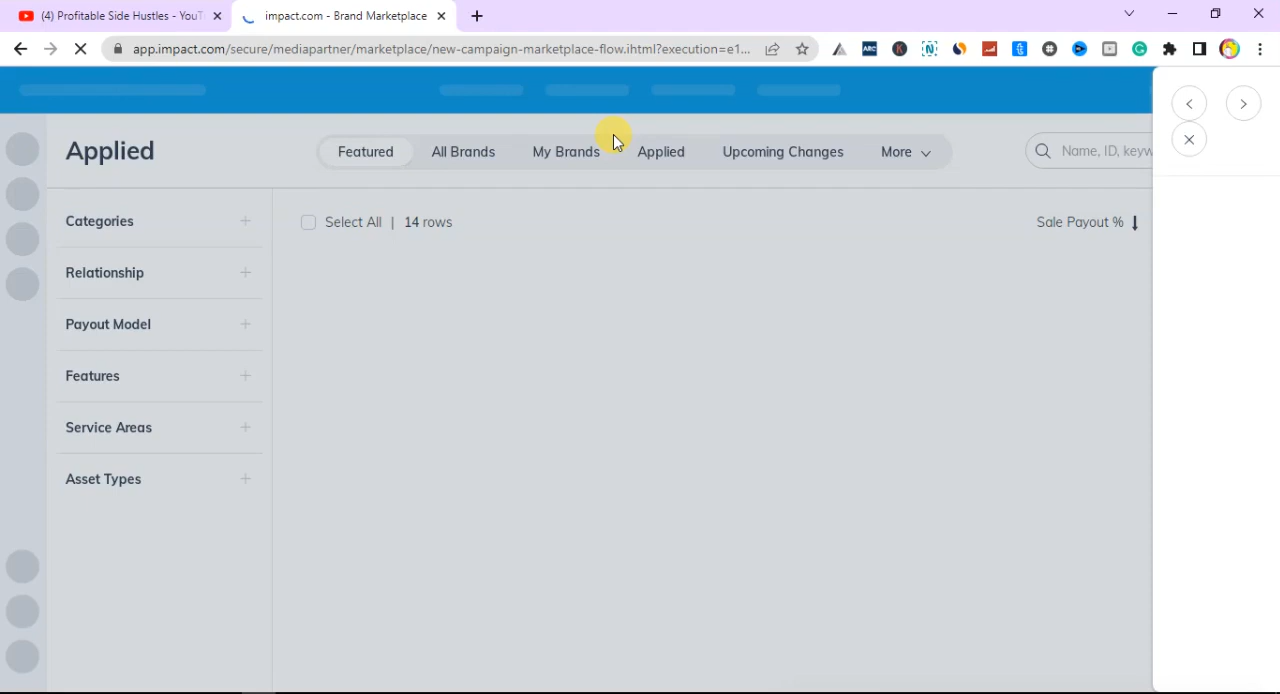 (4) Profitable Side Hustles - YouT
impact.com - Brand Marketplace
app.impact.com/secure/mediapartner/marketplace/new-campaign-marketplace-flow.ihtml?execution=e1...
ARC
K
N
t
G
Applied
Featured
All Brands
My Brands
Applied
Upcoming Changes
More
Name, ID, keyw
Categories
Select All | 14 rows
Sale Payout %
Relationship
Payout Model
Features
Service Areas
Asset Types